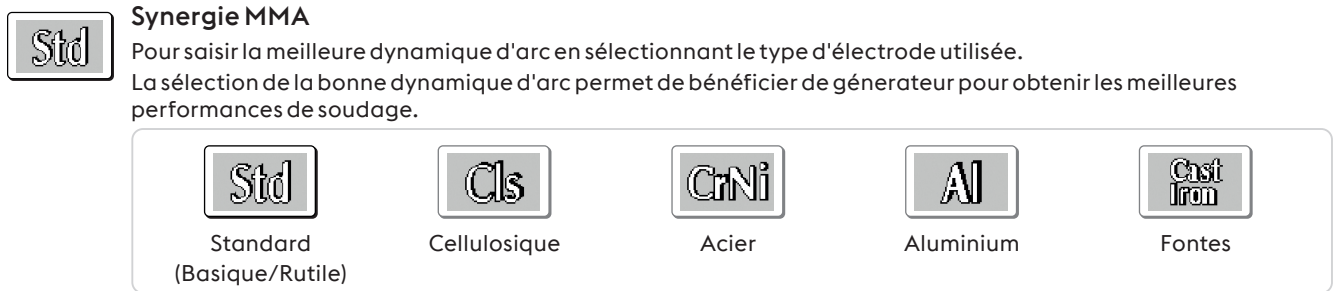 Std
Synergie MMA
Pour saisir la meilleure dynamique d'arc en sélectionnant le type d'électrode utilisée.
La sélection de la bonne dynamique d'arc permet de bénéficier de génerateur pour obtenir les meilleures
performances de soudage.
Std
Cls
CrNi
Al
Cast
Iron
Standard
(Basique/Rutile)
Cellulosique
Acier
Aluminium
Fontes